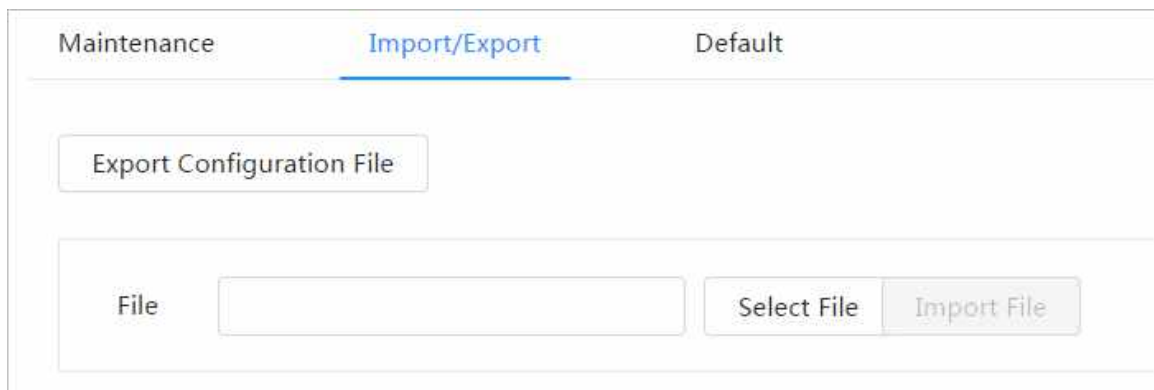 Maintenance Import/Export Default
Export Configuration File
File Select File Import File